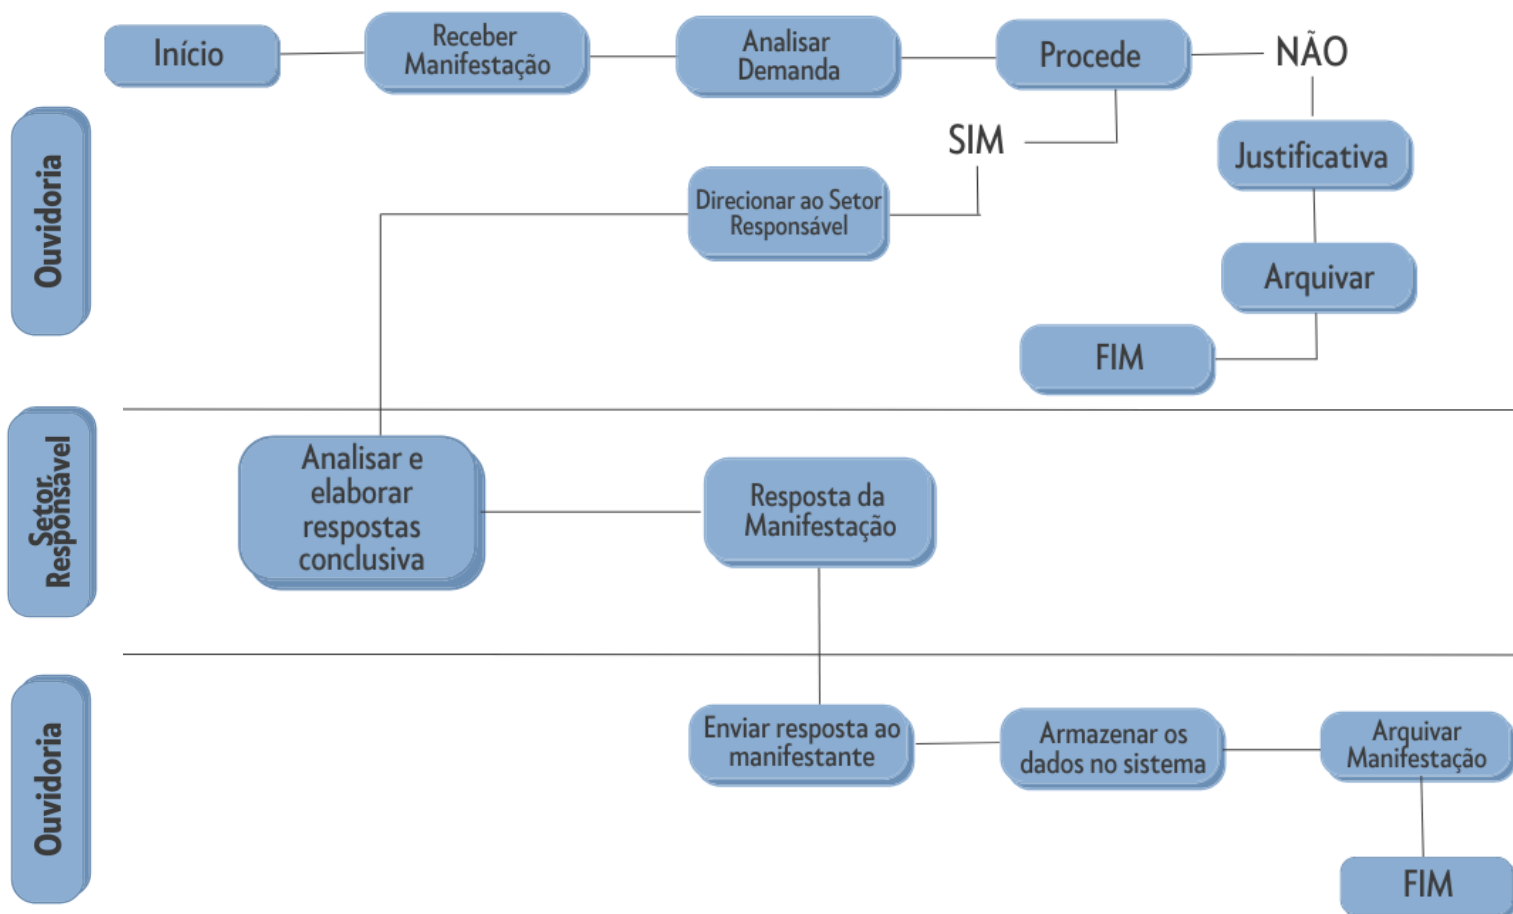 Início
Receber
Manifestação
Analisar
Demanda
Procede
NÃO
SIM
Justificativa
Direcionar ao Setor
Responsável
Arquivar
FIM
Ouvidoria
Analisar e
elaborar
respostas
conclusiva
Resposta da
Manifestação
Setor
Responsável
Enviar resposta ao
manifestante
Armazenar os
dados no sistema
Arquivar
Manifestação
FIM
Ouvidoria